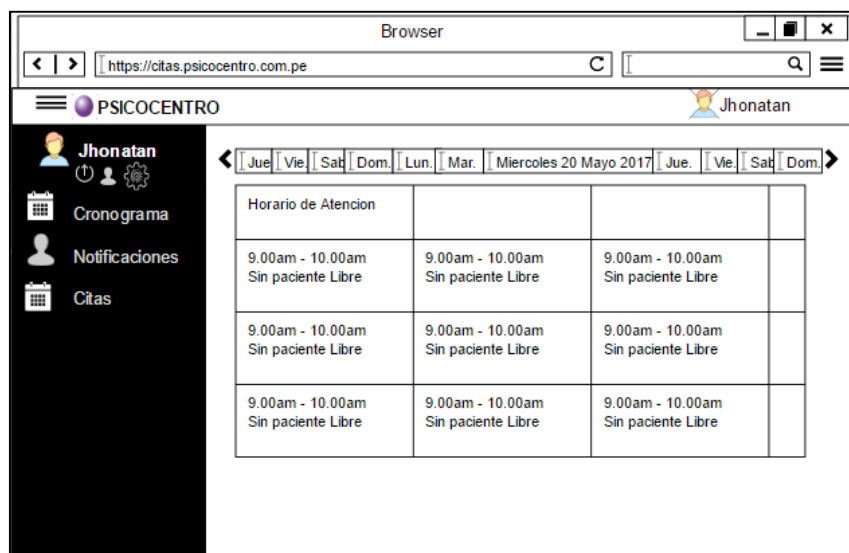 Browser
https://citas.psicocentro.com.pe
PSICOCENTRO
Jhonatan
Jhonatan
Cronograma
Notificaciones
Citas
Jue Vie. Sab Dom. Lun. Mar. Miercoles 20 Mayo 2017 Jue. Vie. Sab Dom.
Horario de Atencion
9.00am - 10.00am 9.00am - 10.00am 9.00am - 10.00am
Sin paciente Libre Sin paciente Libre Sin paciente Libre
9.00am - 10.00am 9.00am - 10.00am 9.00am - 10.00am
Sin paciente Libre Sin paciente Libre Sin paciente Libre
9.00am - 10.00am 9.00am - 10.00am 9.00am - 10.00am
Sin paciente Libre Sin paciente Libre Sin paciente Libre